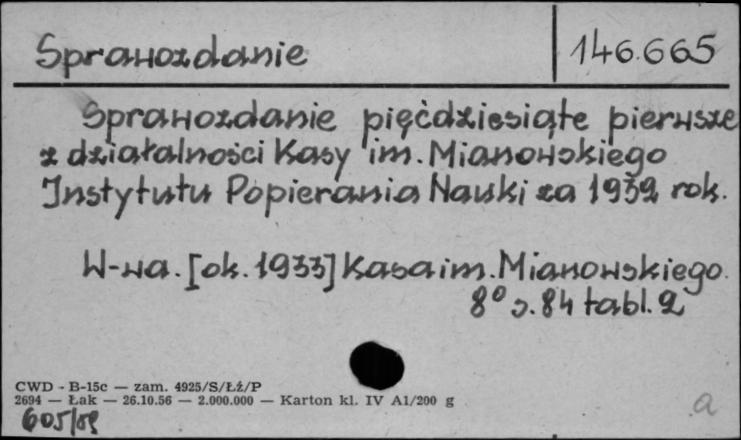 Sprawozdanie 146.665
Sprawozdanie pięćdziesiąte pierwsze
z działalności Kasy im. Mianowskiego
Instytutu Popierania Nauki za 1932 rok.
W-wa. [ok. 1933] Kasa im. Mianowskiego.
8° s. 84 tabl. 2
CWD - B-15c — zam. 4925/S/Łż/P
2694 — Łak — 26.10.56 — 2.000.000 — Karton kl. IV A1/200 g
605/59
a